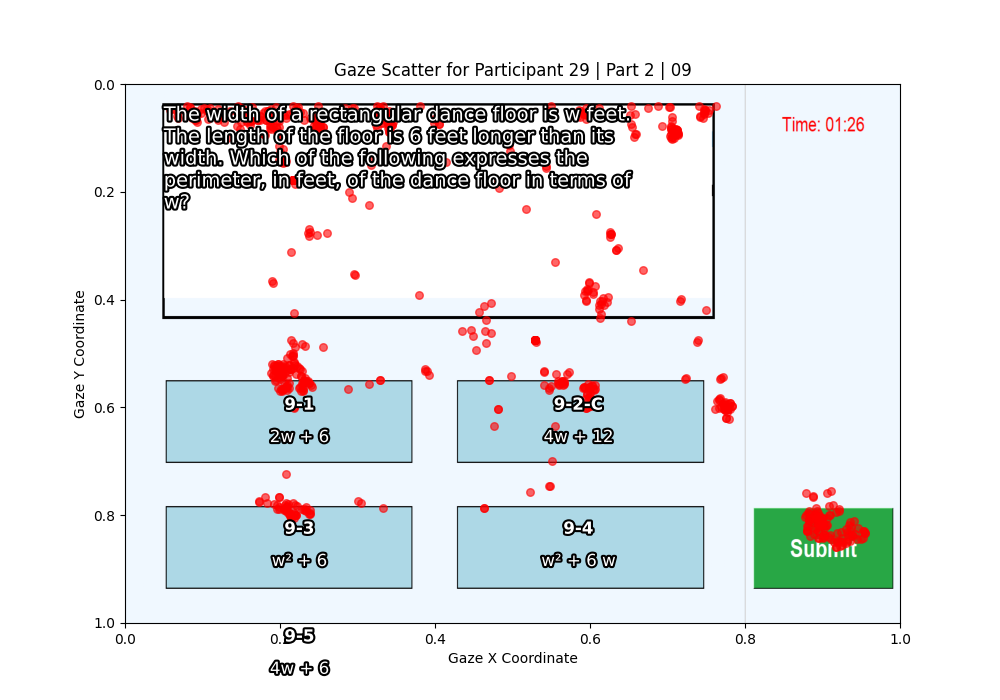 Gaze Scatter for Participant 29 | Part 2 | 09
The width of a rectangular dance floor is w feet.
The length of the floor is 6 feet longer than its
width. Which of the following expresses the
perimeter, in feet, of the dance floor in terms of
w?
Time: 01:26
9-1
2w + 6
9-2-C
4w + 12
9-3
w² + 6
9-4
w² + 6 w
Submit
9-5
4w + 6
Gaze X Coordinate
Gaze Y Coordinate
0.0
0.2
0.4
0.6
0.8
1.0
0.0
0.2
0.4
0.6
0.8
1.0